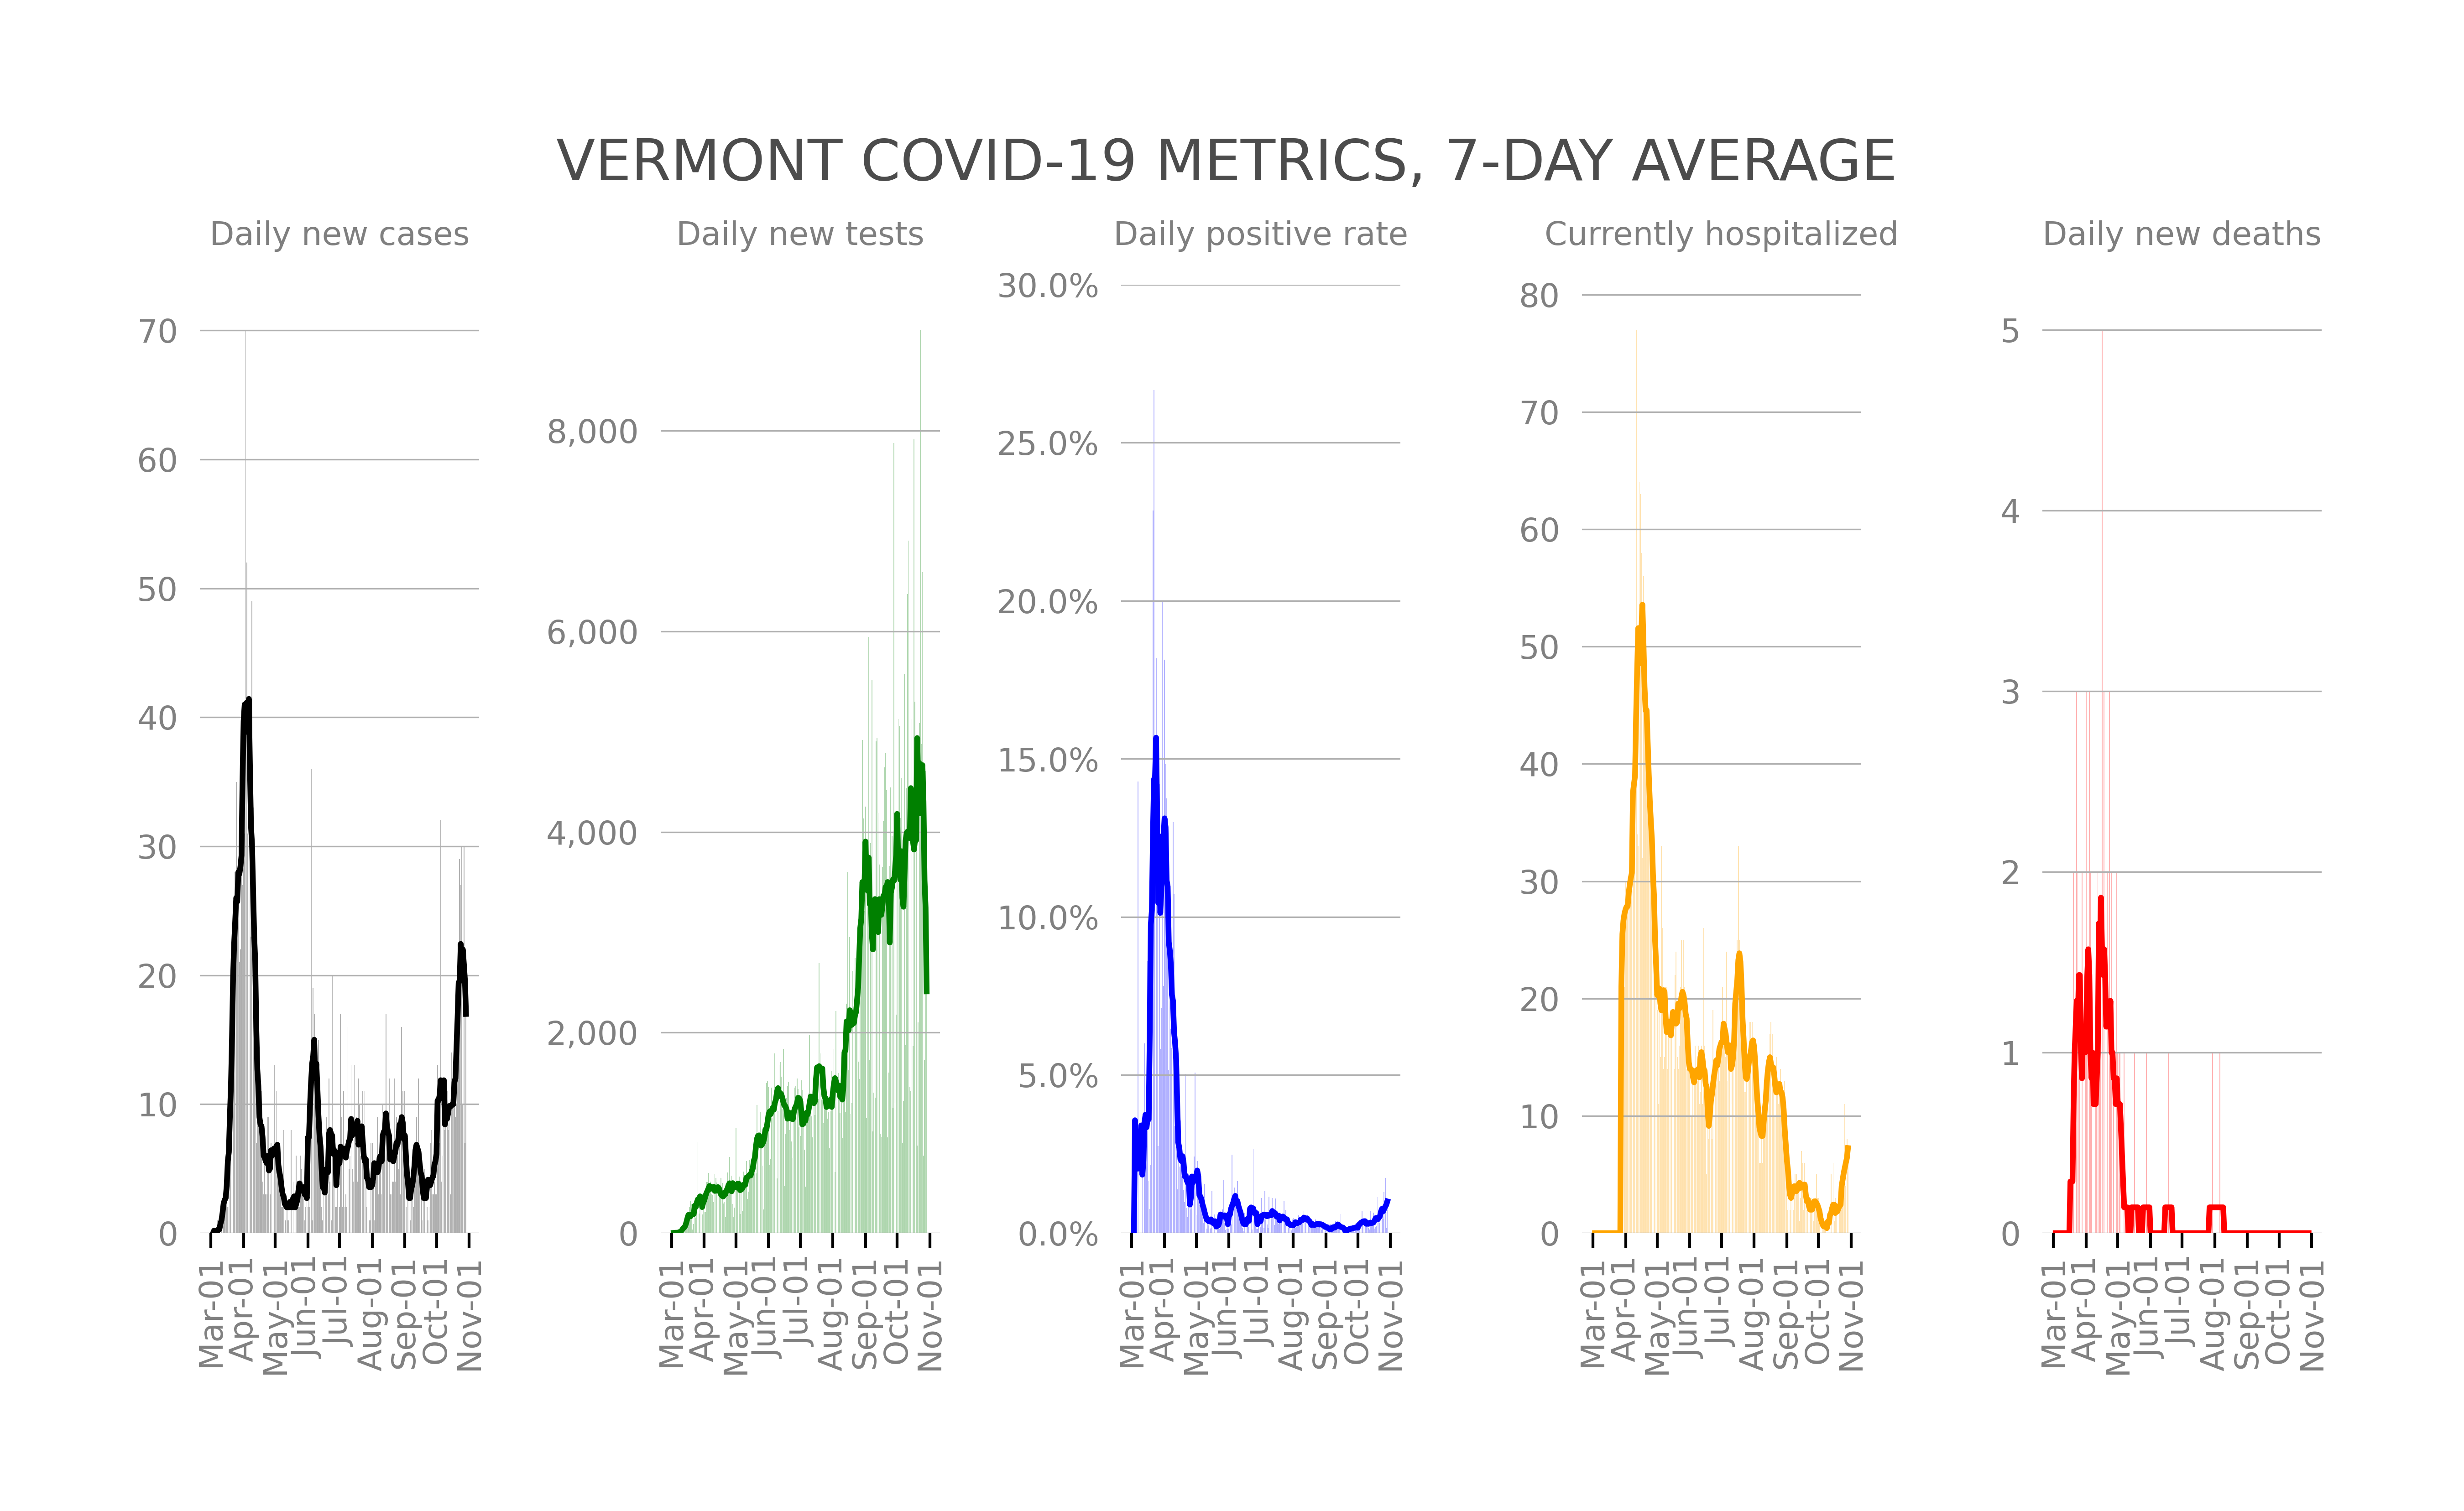 VERMONT COVID-19 METRICS, 7-DAY AVERAGE
Daily new cases
70
60
50
40
30
20
10
0
Mar-01
Apr-01
May-01
Jun-01
Jul-01
Aug-01
Sep-01
Oct-01
Nov-01
Daily new tests
8,000
6,000
4,000
2,000
0
Mar-01
Apr-01
May-01
Jun-01
Jul-01
Aug-01
Sep-01
Oct-01
Nov-01
Daily positive rate
30.0%
25.0%
20.0%
15.0%
10.0%
5.0%
0.0%
Mar-01
Apr-01
May-01
Jun-01
Jul-01
Aug-01
Sep-01
Oct-01
Nov-01
Currently hospitalized
80
70
60
50
40
30
20
10
0
Mar-01
Apr-01
May-01
Jun-01
Jul-01
Aug-01
Sep-01
Oct-01
Nov-01
Daily new deaths
5
4
3
2
1
0
Mar-01
Apr-01
May-01
Jun-01
Jul-01
Aug-01
Sep-01
Oct-01
Nov-01